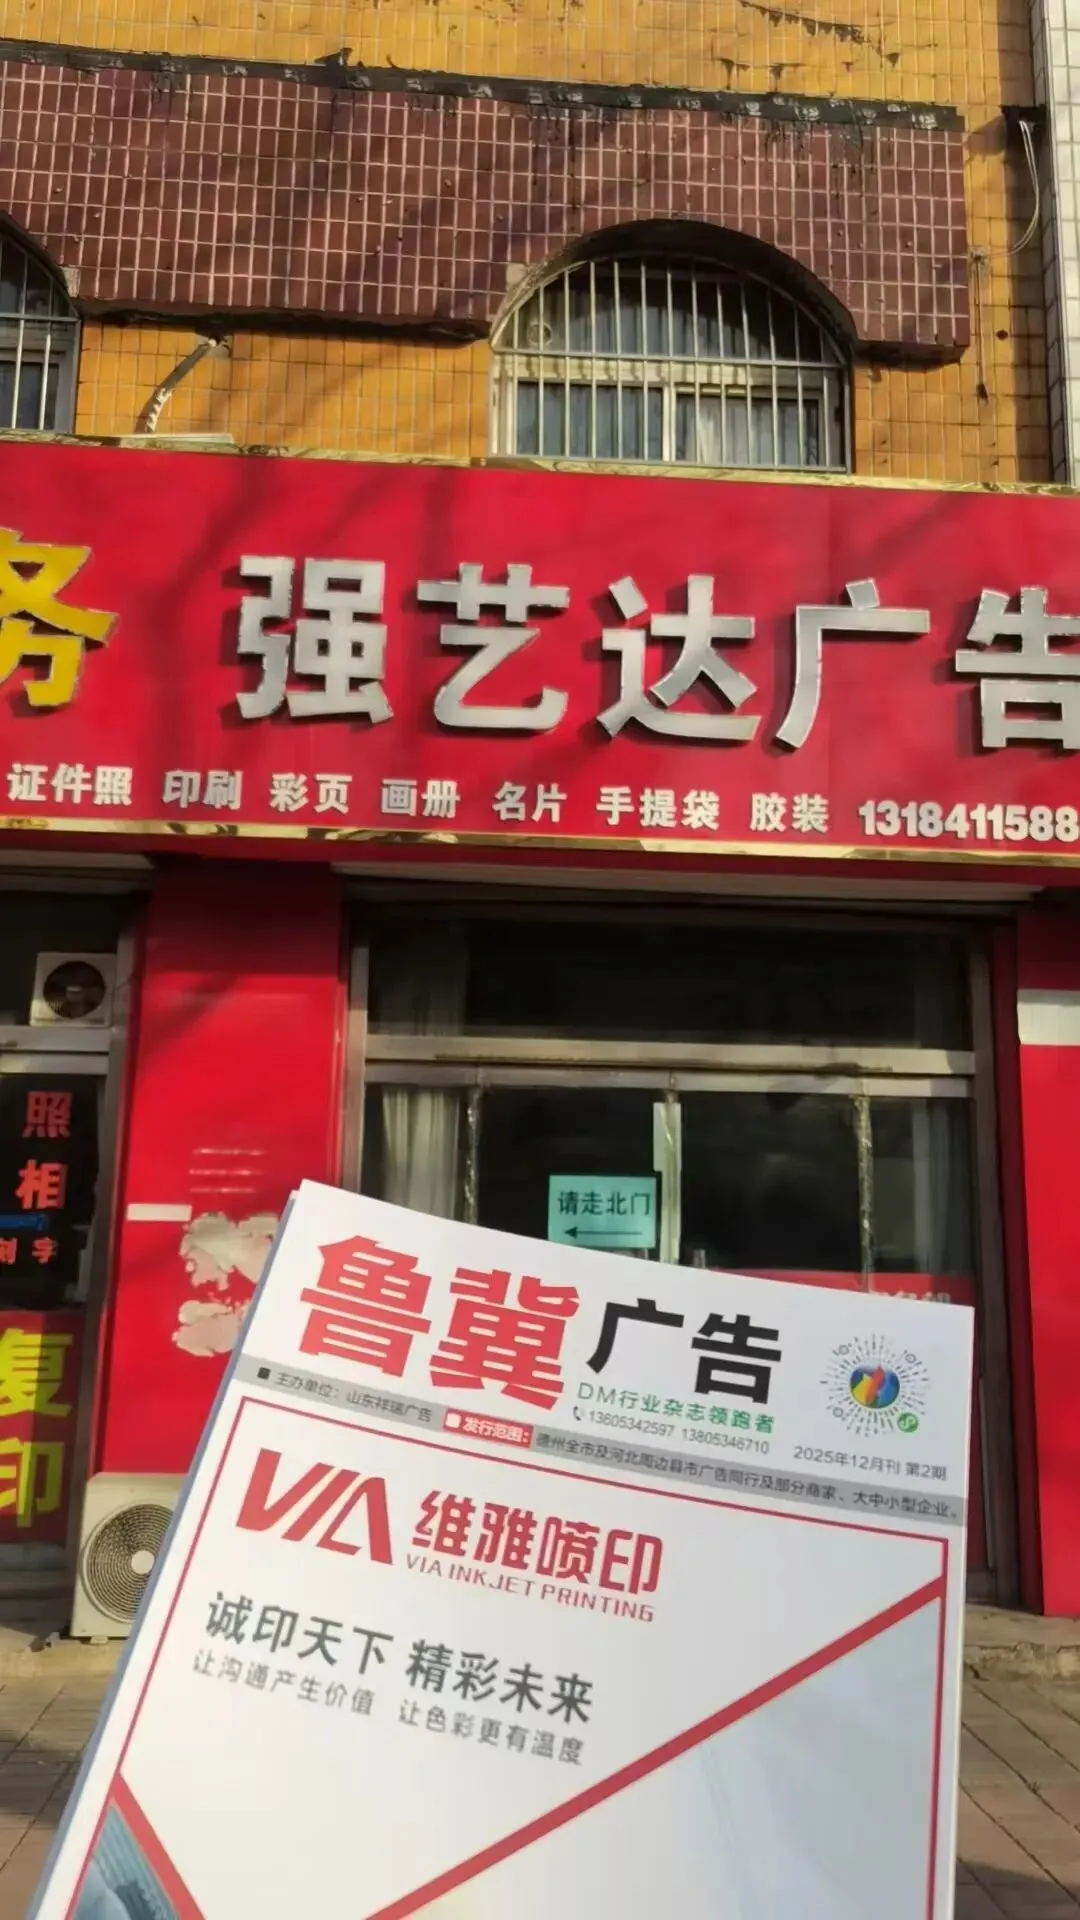 务 强艺达广告
证件照 印刷 彩页 画册 名片 手提袋 胶装 1318411588
照相
刻字
复印
请走北门
鲁冀广告
DM行业杂志领跑者
13605342597 13805346710
2025年12月刊 第2期
■ 主办单位：山东祥瑞广告 ■ 发行范围：德州全市及河北周边县市广告同行及部分商家、大中小型企业。
VIA 维雅喷印
VIA INKJET PRINTING
诚印天下 精彩未来
让沟通产生价值 让色彩更有温度